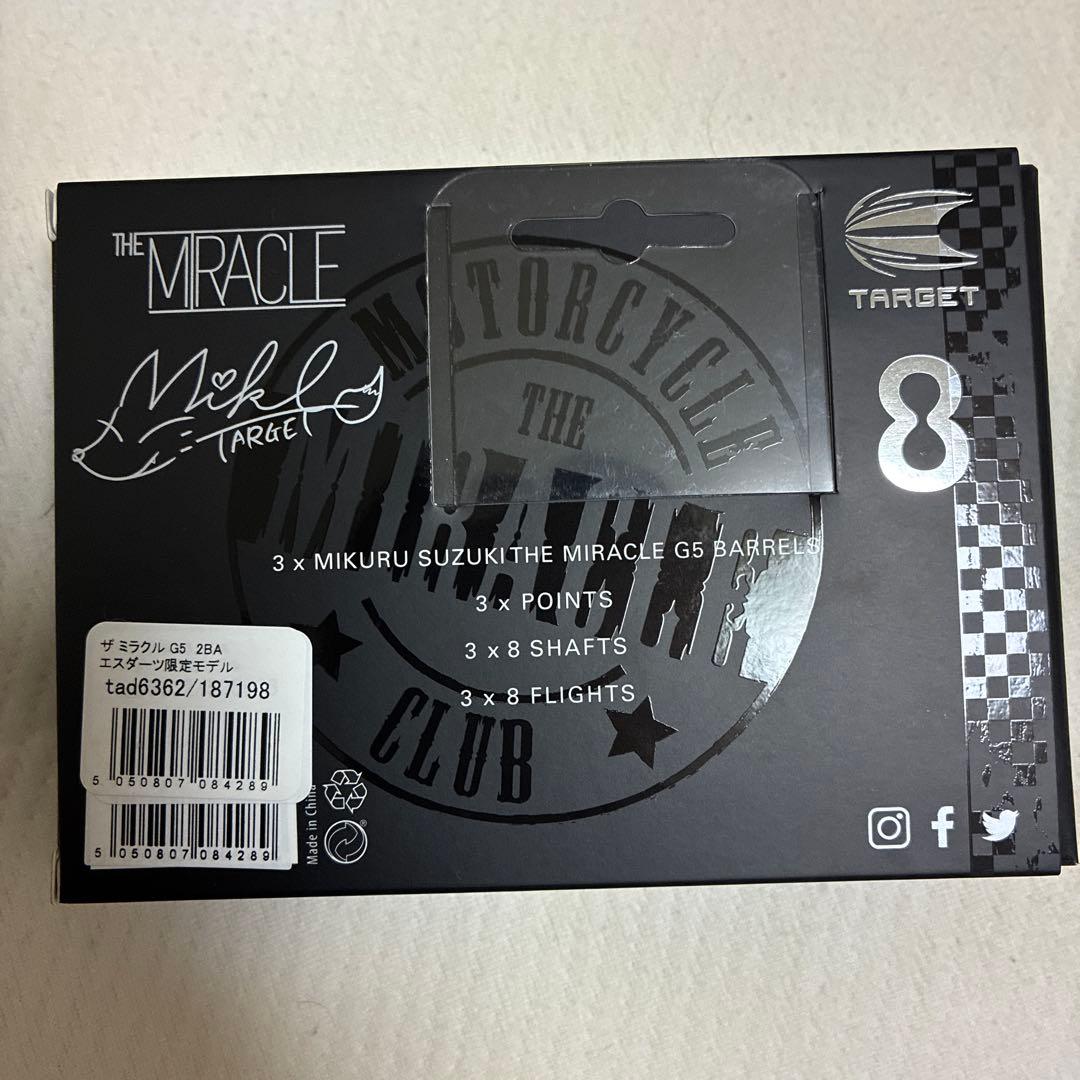 THE MIRACLE
Mikl
TARGET
TARGET
8
MOTORCYCLE
THE
MIRACLE
CLUB
3 x MIKURU SUZUKI THE MIRACLE G5 BARRELS
3 x POINTS
3 x 8 SHAFTS
3 x 8 FLIGHTS
ザ ミラクル G5 2BA
エスダーツ限定モデル
tad6362/187198
5 050807 084289
5 050807 084289
Made in China